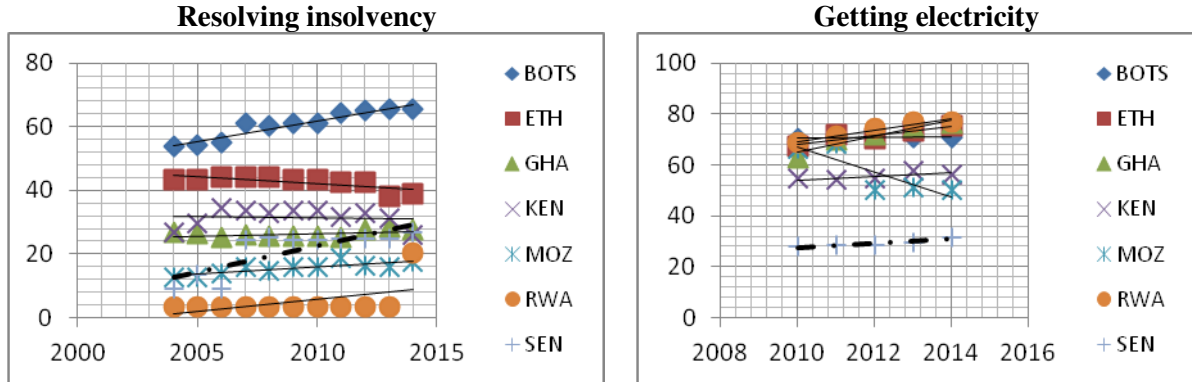 Resolving insolvency
80
60
40
20
0
2000 2005 2010 2015
BOTS
ETH
GHA
KEN
MOZ
RWA
SEN
Getting electricity
100
80
60
40
20
0
2008 2010 2012 2014 2016
BOTS
ETH
GHA
KEN
MOZ
RWA
SEN